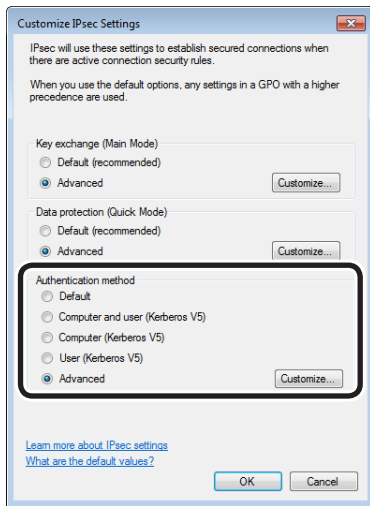 Customize IPsec Settings
IPsec will use these settings to establish secured connections when
there are active connection security rules.
When you use the default options, any settings in a GPO with a higher
precedence are used.
Key exchange (Main Mode)
Default (recommended)
Advanced
Customize...
Data protection (Quick Mode)
Default (recommended)
Advanced
Customize...
Authentication method
Default
Computer and user (Kerberos V5)
Computer (Kerberos V5)
User (Kerberos V5)
Advanced
Customize...
Learn more about IPsec settings
What are the default values?
OK
Cancel